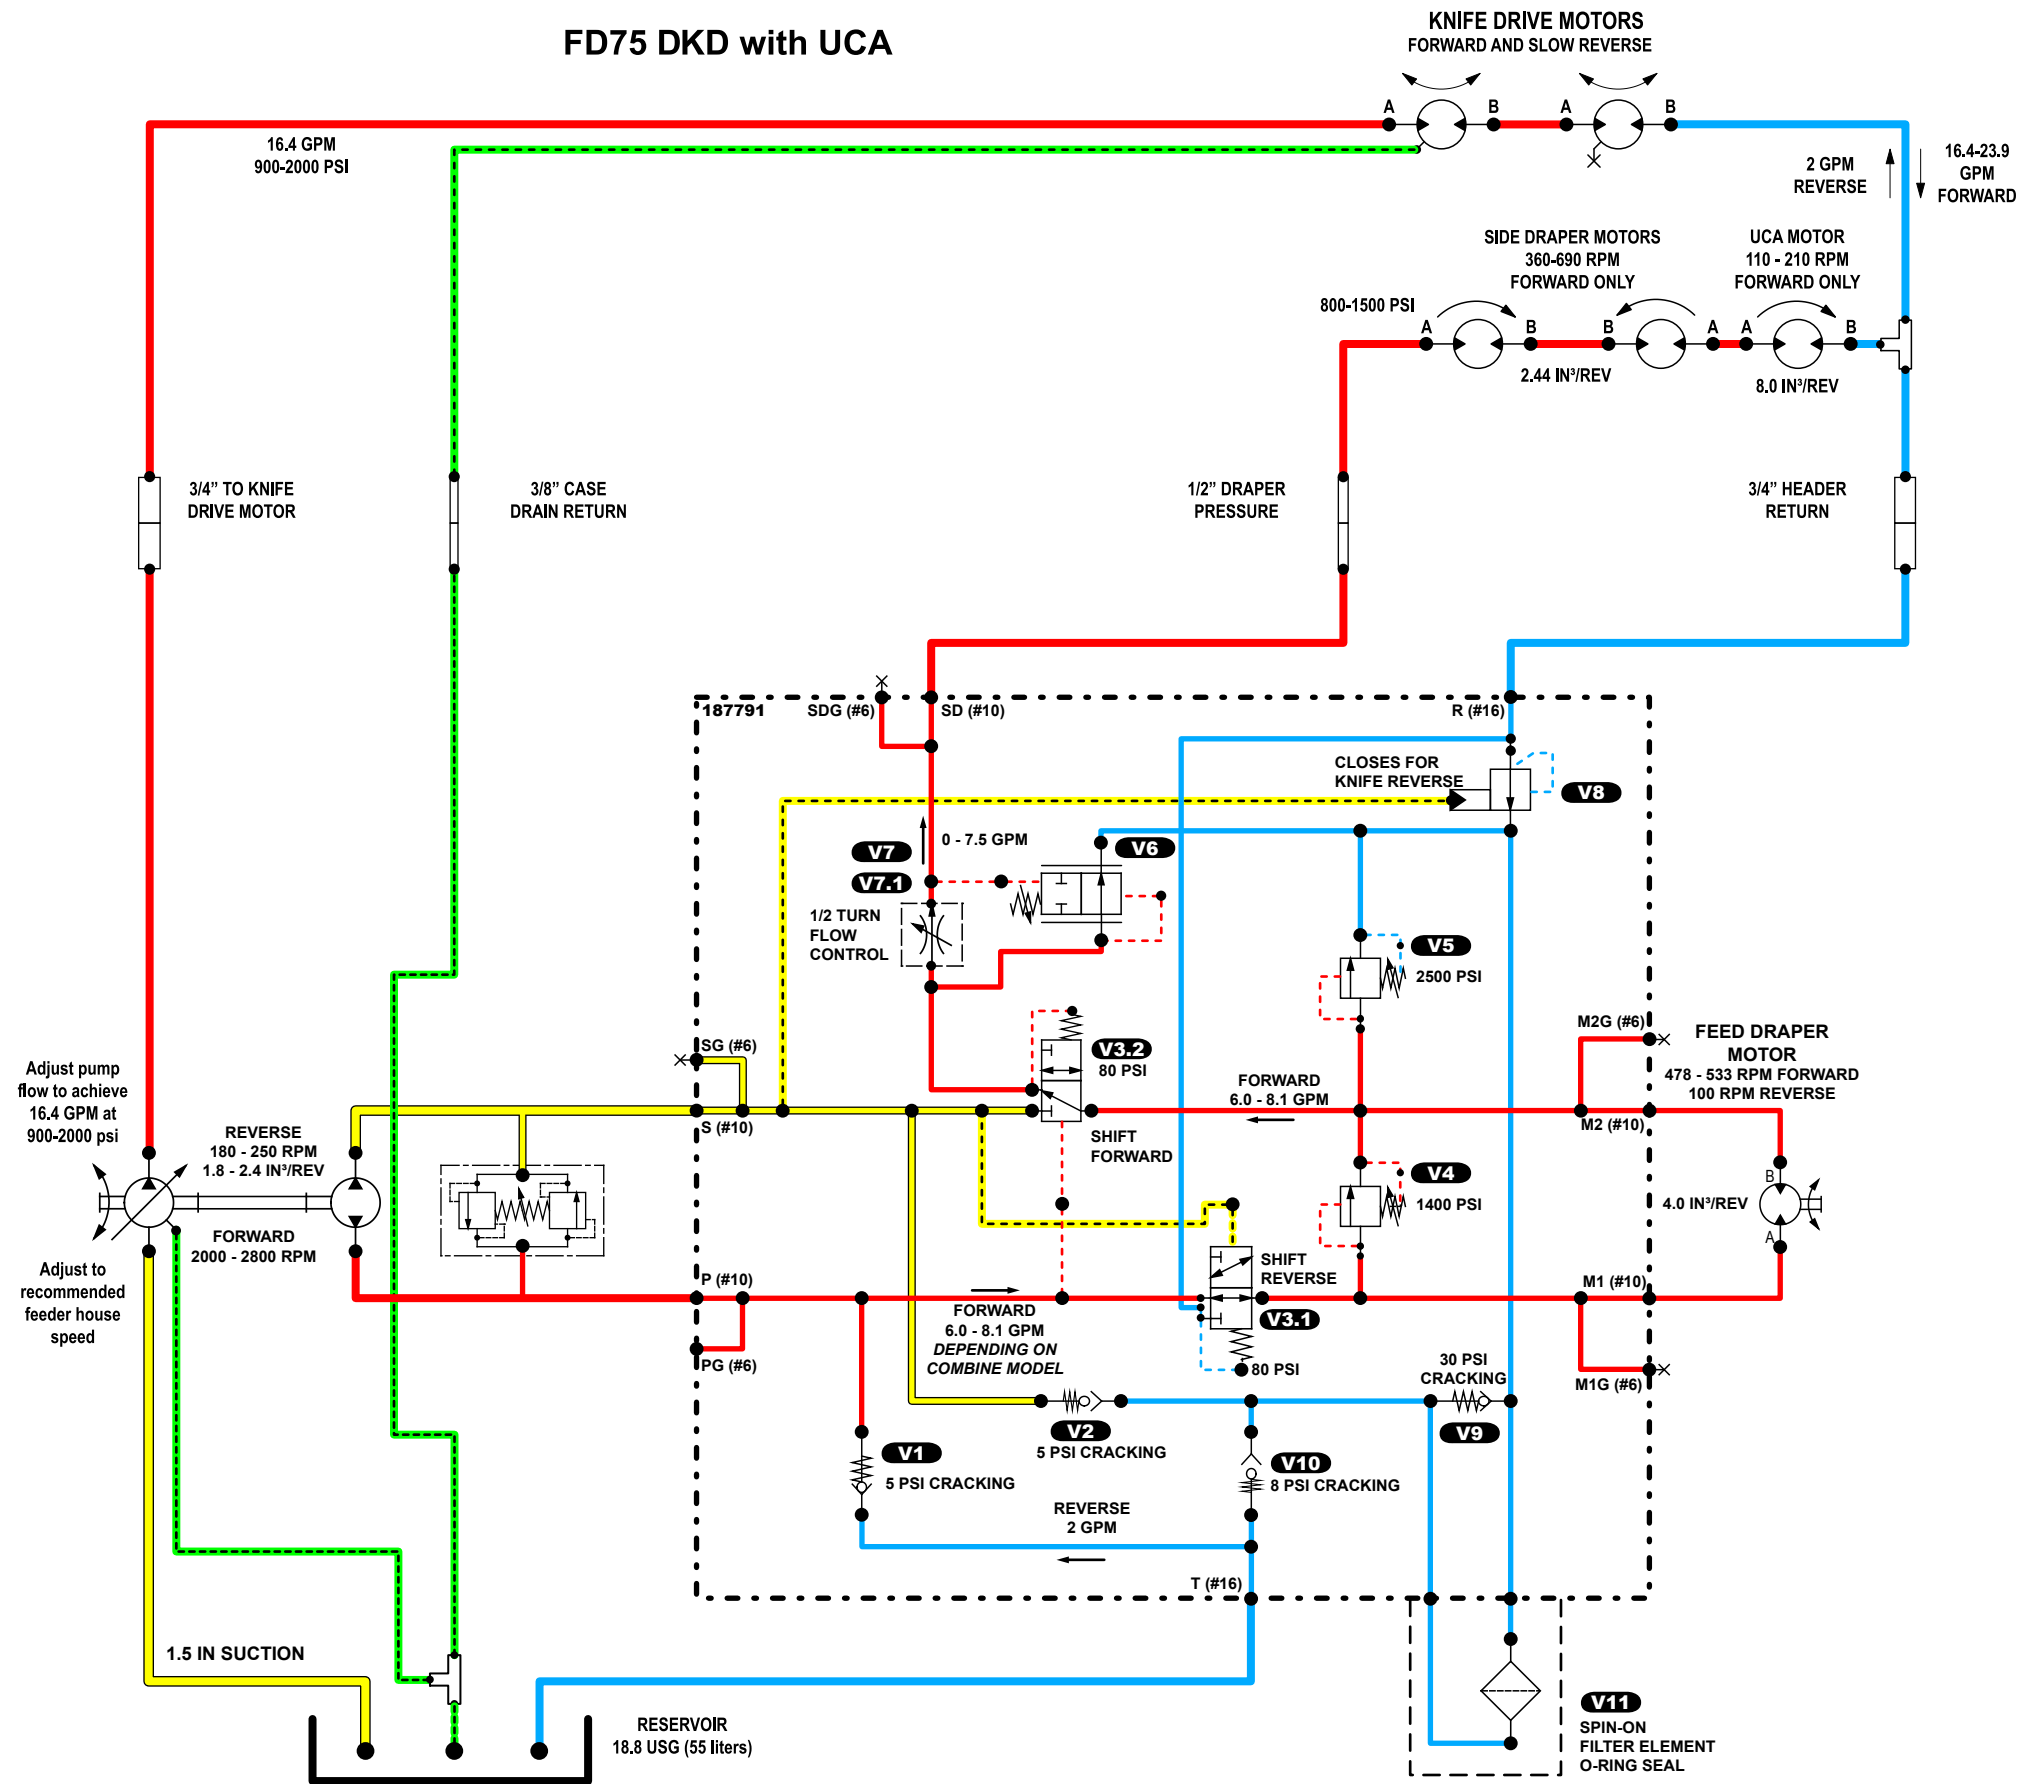 FD75 DKD with UCA
KNIFE DRIVE MOTORS
FORWARD AND SLOW REVERSE
A
B
A
B
16.4 GPM
900-2000 PSI
2 GPM
REVERSE
16.4-23.9
GPM
FORWARD
SIDE DRAPER MOTORS
360-690 RPM
FORWARD ONLY
UCA MOTOR
110 - 210 RPM
FORWARD ONLY
800-1500 PSI
A
B
B
A
A
B
2.44 IN³/REV
8.0 IN³/REV
3/4” TO KNIFE
DRIVE MOTOR
3/8” CASE
DRAIN RETURN
1/2” DRAPER
PRESSURE
3/4” HEADER
RETURN
187791
SDG (#6)
SD (#10)
R (#16)
CLOSES FOR
KNIFE REVERSE
V8
V7
0 - 7.5 GPM
V6
V7.1
1/2 TURN
FLOW
CONTROL
V5
2500 PSI
M2G (#6)
FEED DRAPER
MOTOR
478 - 533 RPM FORWARD
100 RPM REVERSE
SG (#6)
V3.2
80 PSI
FORWARD
6.0 - 8.1 GPM
Adjust pump
flow to achieve
16.4 GPM at
900-2000 psi
S (#10)
M2 (#10)
SHIFT
FORWARD
REVERSE
180 - 250 RPM
1.8 - 2.4 IN³/REV
V4
1400 PSI
B
4.0 IN³/REV
A
FORWARD
2000 - 2800 RPM
Adjust to
recommended
feeder house
speed
SHIFT
REVERSE
P (#10)
M1 (#10)
FORWARD
6.0 - 8.1 GPM
DEPENDING ON
COMBINE MODEL
V3.1
80 PSI
PG (#6)
30 PSI
CRACKING
M1G (#6)
V2
5 PSI CRACKING
V9
V1
5 PSI CRACKING
V10
8 PSI CRACKING
REVERSE
2 GPM
T (#16)
1.5 IN SUCTION
RESERVOIR
18.8 USG (55 liters)
V11
SPIN-ON
FILTER ELEMENT
O-RING SEAL